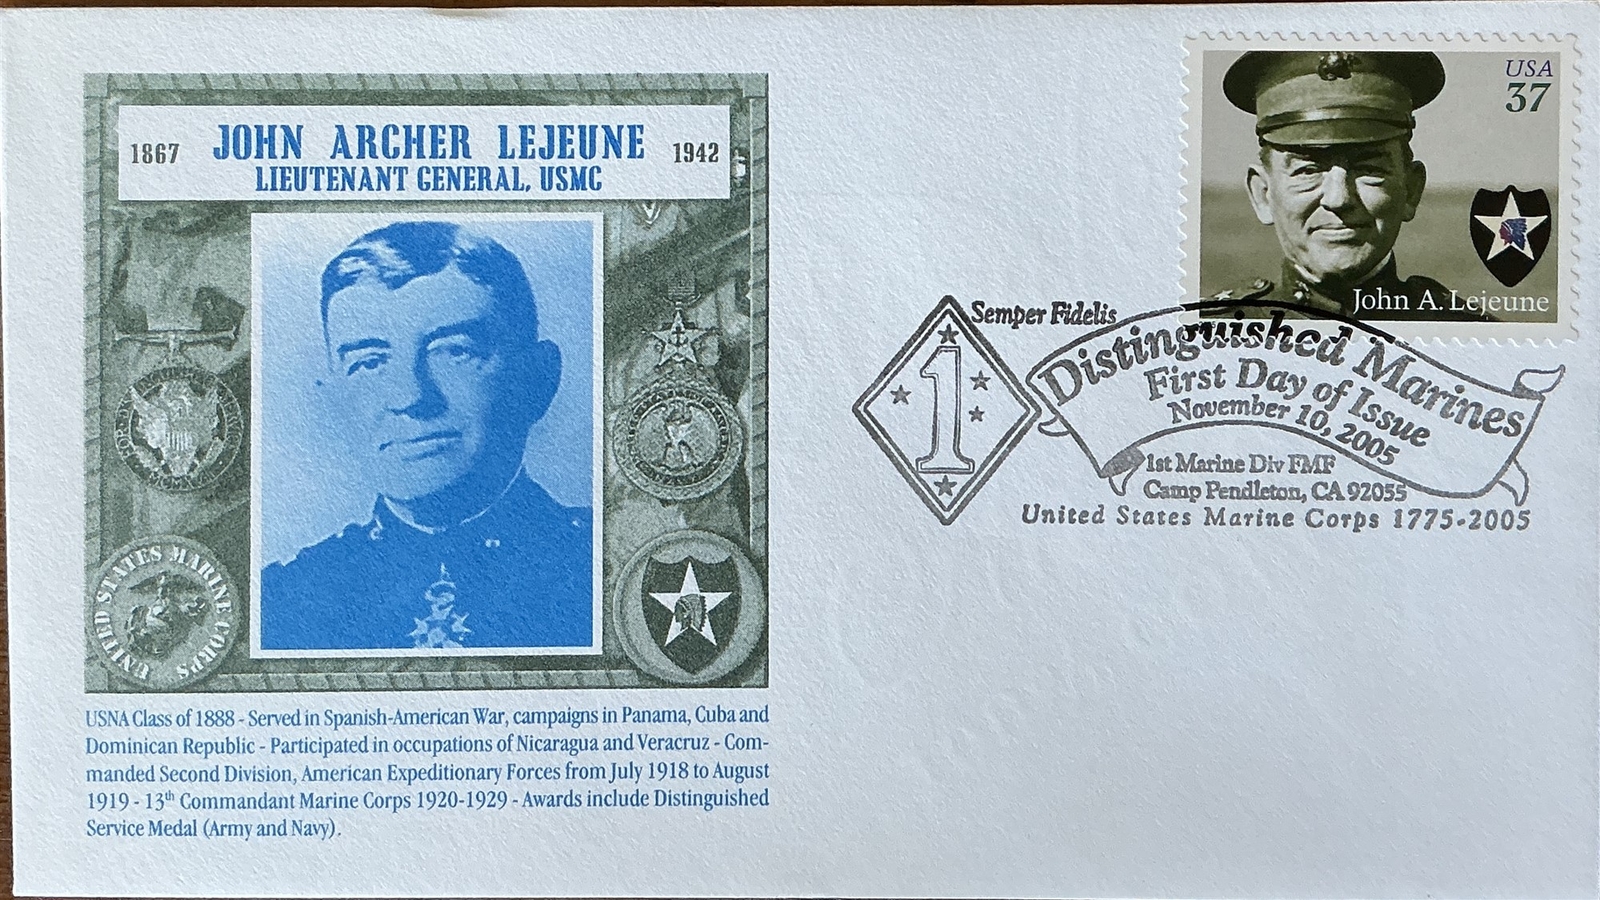 1867 JOHN ARCHER LEJEUNE 1942
LIEUTENANT GENERAL, USMC
UNITED STATES MARINE CORPS
USNA Class of 1888 - Served in Spanish-American War, campaigns in Panama, Cuba and
Dominican Republic - Participated in occupations of Nicaragua and Veracruz - Com-
manded Second Division, American Expeditionary Forces from July 1918 to August
1919 - 13th Commandant Marine Corps 1920-1929 - Awards include Distinguished
Service Medal (Army and Navy).
USA
37
John A. Lejeune
Semper Fidelis
1
Distinguished Marines
First Day of Issue
November 10, 2005
1st Marine Div FMF
Camp Pendleton, CA 92055
United States Marine Corps 1775-2005